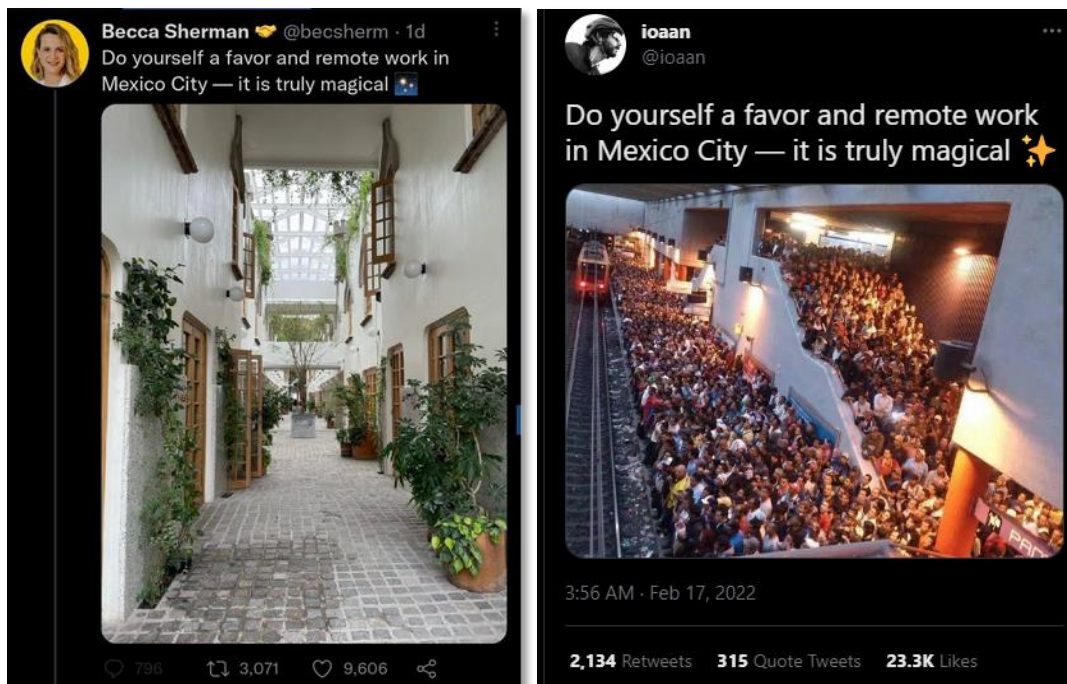 Becca Sherman 🤝 @becsherm · 1d
Do yourself a favor and remote work in
Mexico City — it is truly magical 🎇
796 3,071 9,606
ioaan
@ioaan
Do yourself a favor and remote work
in Mexico City — it is truly magical ✨
3:56 AM · Feb 17, 2022
2,134 Retweets 315 Quote Tweets 23.3K Likes